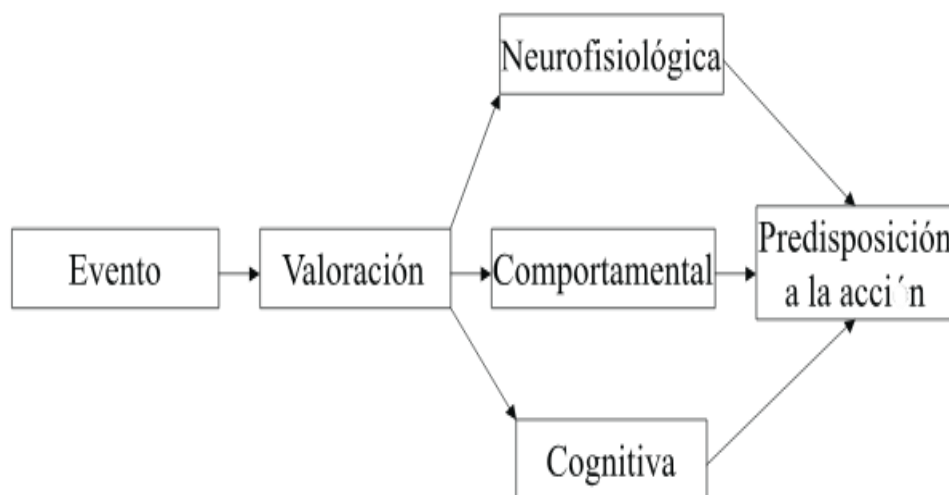 Neurofisiológica
Evento
Valoración
Comportamental
Predisposición
a la acci´n
Cognitiva